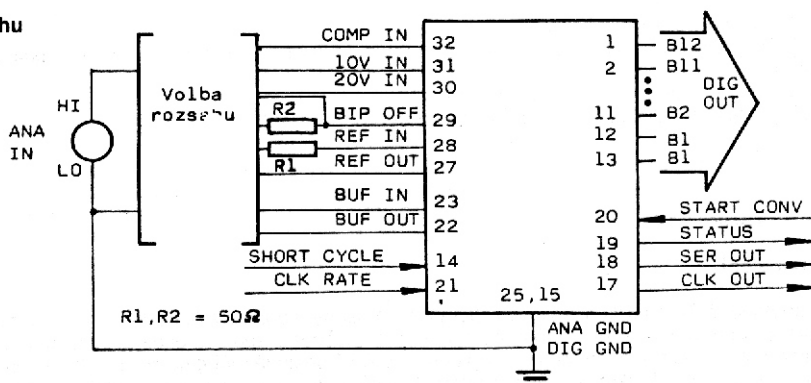 hu
COMP IN 32
10V IN 31
20V IN 30
R2 BIP OFF 29
REF IN 28
R1 REF OUT 27
BUF IN 23
BUF OUT 22
SHORT CYCLE 14
CLK RATE 21
Volba
HI
ANA
IN
LO
R1,R2 = 50Ω
25,15
ANA GND
DIG GND
1 B12
2 B11
11 B2
12 B1
13 B1
DIG
OUT
20 START CONV
19 STATUS
18 SER OUT
17 CLK OUT